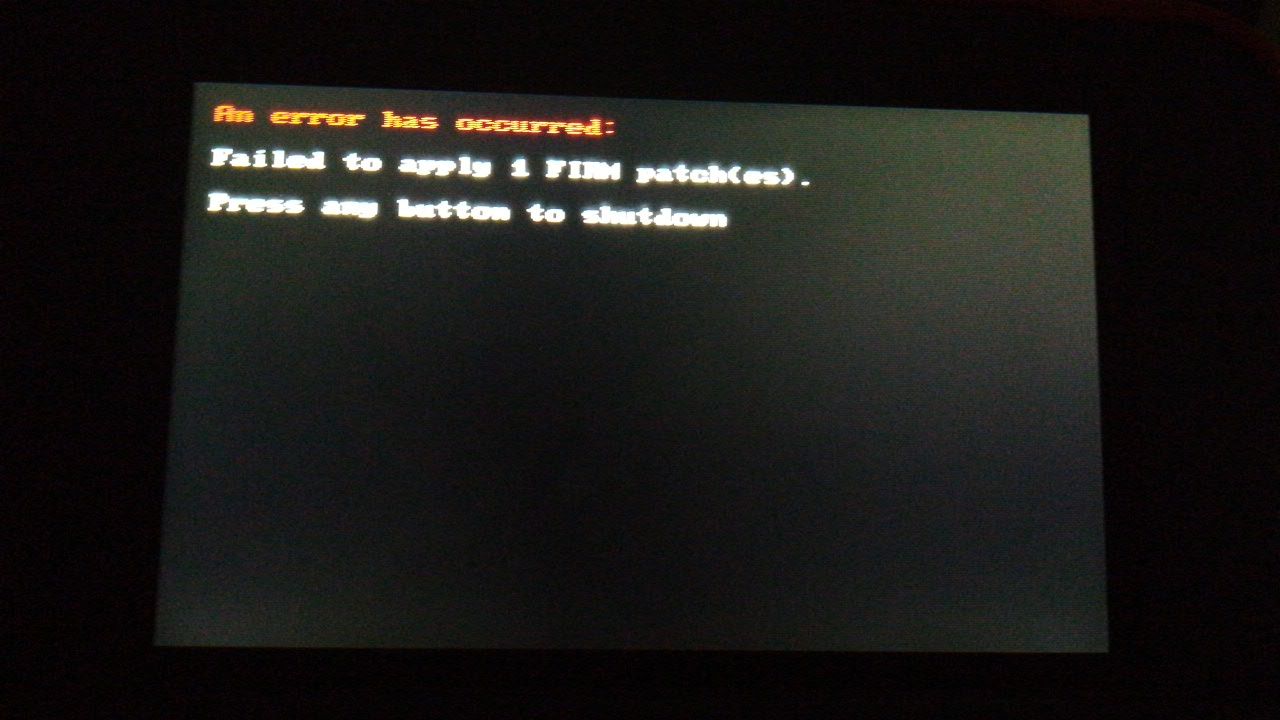 An error has occurred:
Failed to apply 1 FIRM patch(es).
Press any button to shutdown